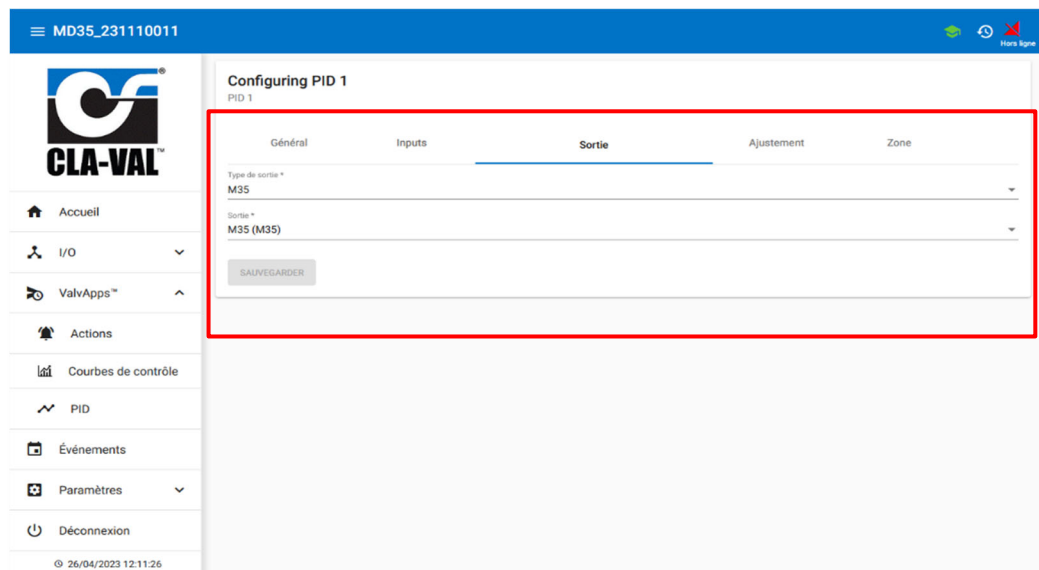 MD35_231110011
Hors ligne
CLA-VAL™
Accueil
I/O
ValvApps™
Actions
Courbes de contrôle
PID
Événements
Paramètres
Déconnexion
26/04/2023 12:11:26
Configuring PID 1
PID 1
Général Inputs Sortie Ajustement Zone
Type de sortie *
M35
Sortie *
M35 (M35)
SAUVEGARDER